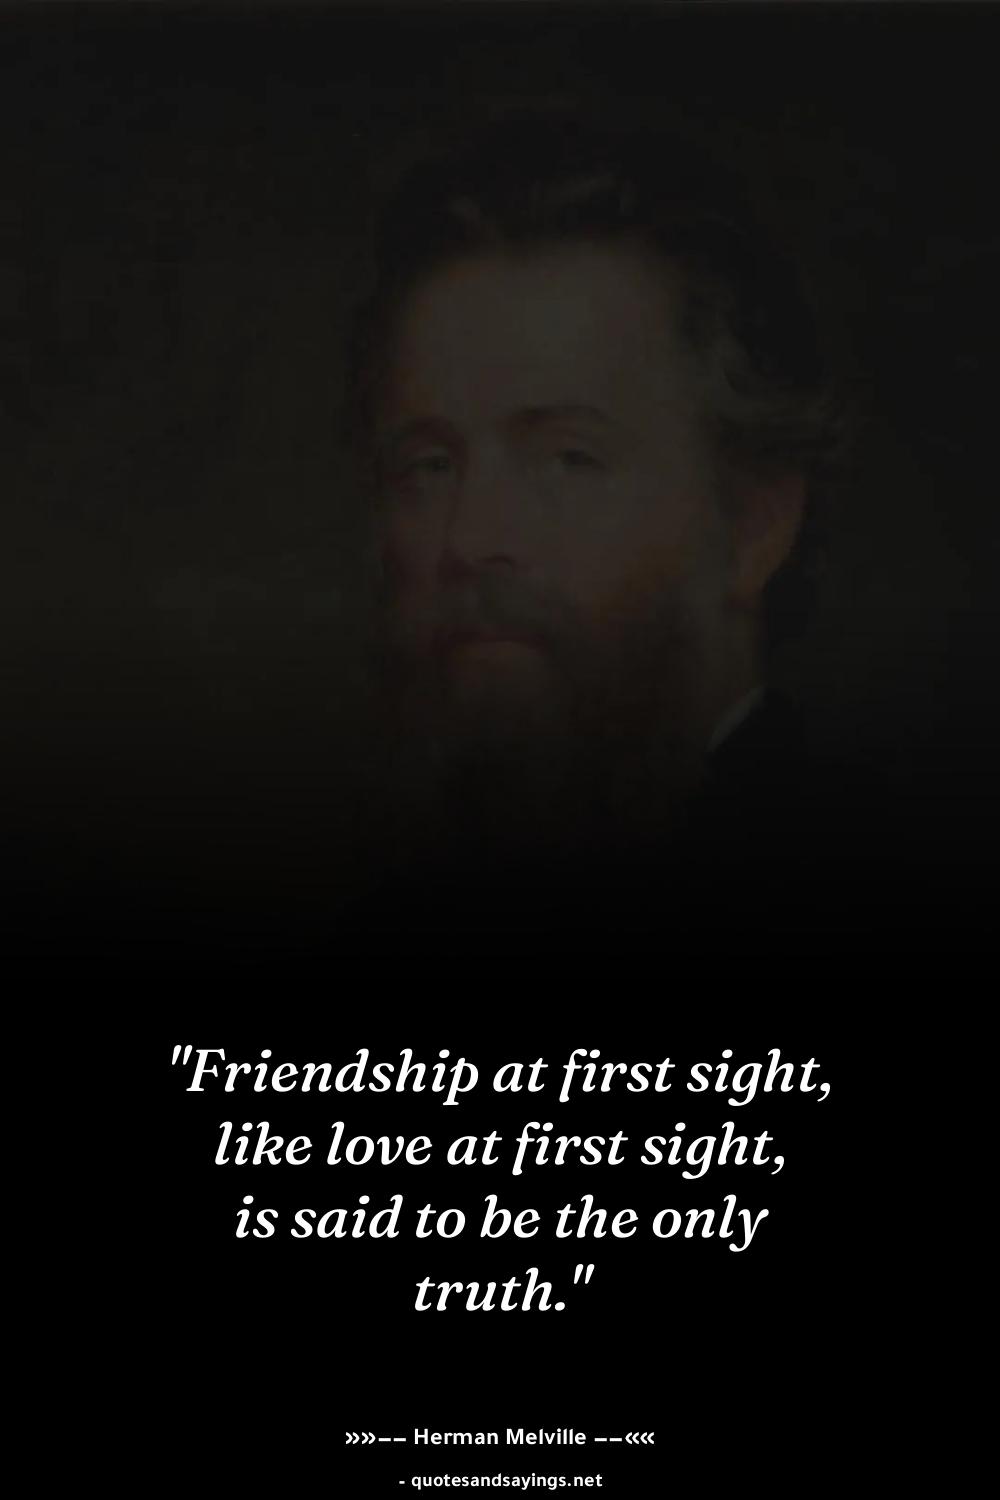 "Friendship at first sight,
like love at first sight,
is said to be the only
truth."
»»-- Herman Melville --««
- quotesandsayings.net